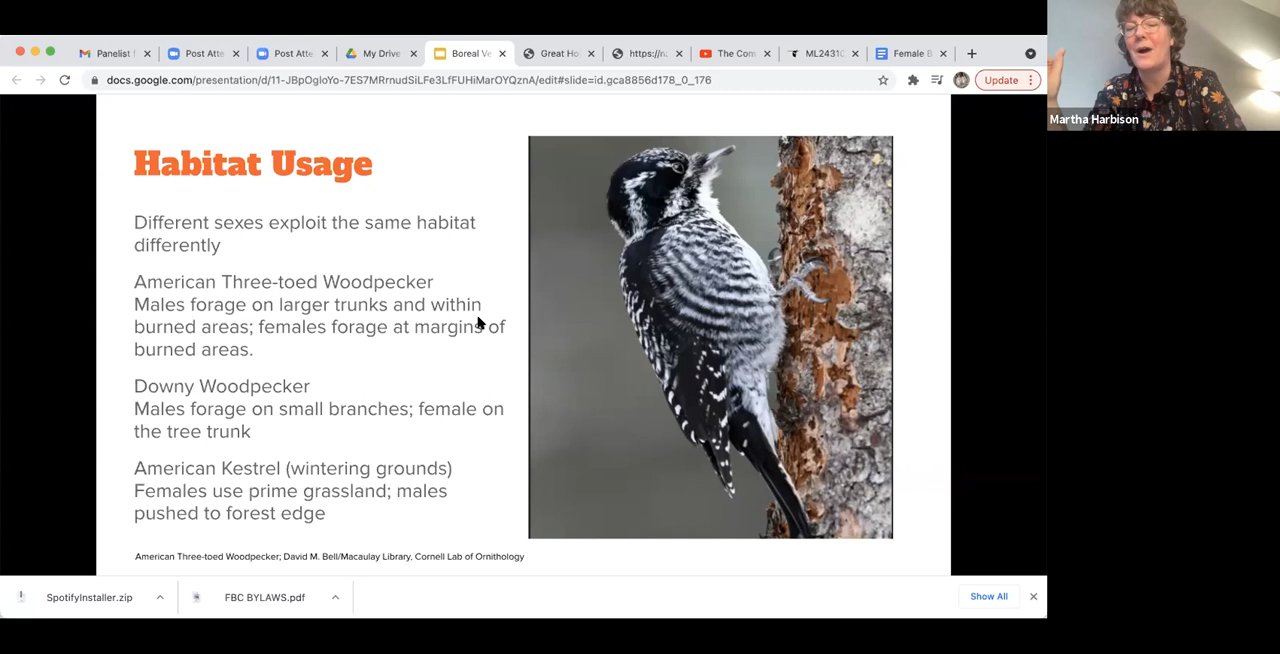 Panelist
Post Atte
Post Atte
My Drive
Boreal Ve
Great Ho
https://n
The Com
ML24310
Female B
docs.google.com/presentation/d/11-JBpOgIoYo-7ES7MRrnudSiLFe3LfFUHiMarOYQznA/edit#slide=id.gca8856d178_0_176
Update
Martha Harbison
Habitat Usage
Different sexes exploit the same habitat
differently
American Three-toed Woodpecker
Males forage on larger trunks and within
burned areas; females forage at margins of
burned areas.
Downy Woodpecker
Males forage on small branches; female on
the tree trunk
American Kestrel (wintering grounds)
Females use prime grassland; males
pushed to forest edge
American Three-toed Woodpecker; David M. Bell/Macaulay Library, Cornell Lab of Ornithology
SpotifyInstaller.zip
FBC BYLAWS.pdf
Show All